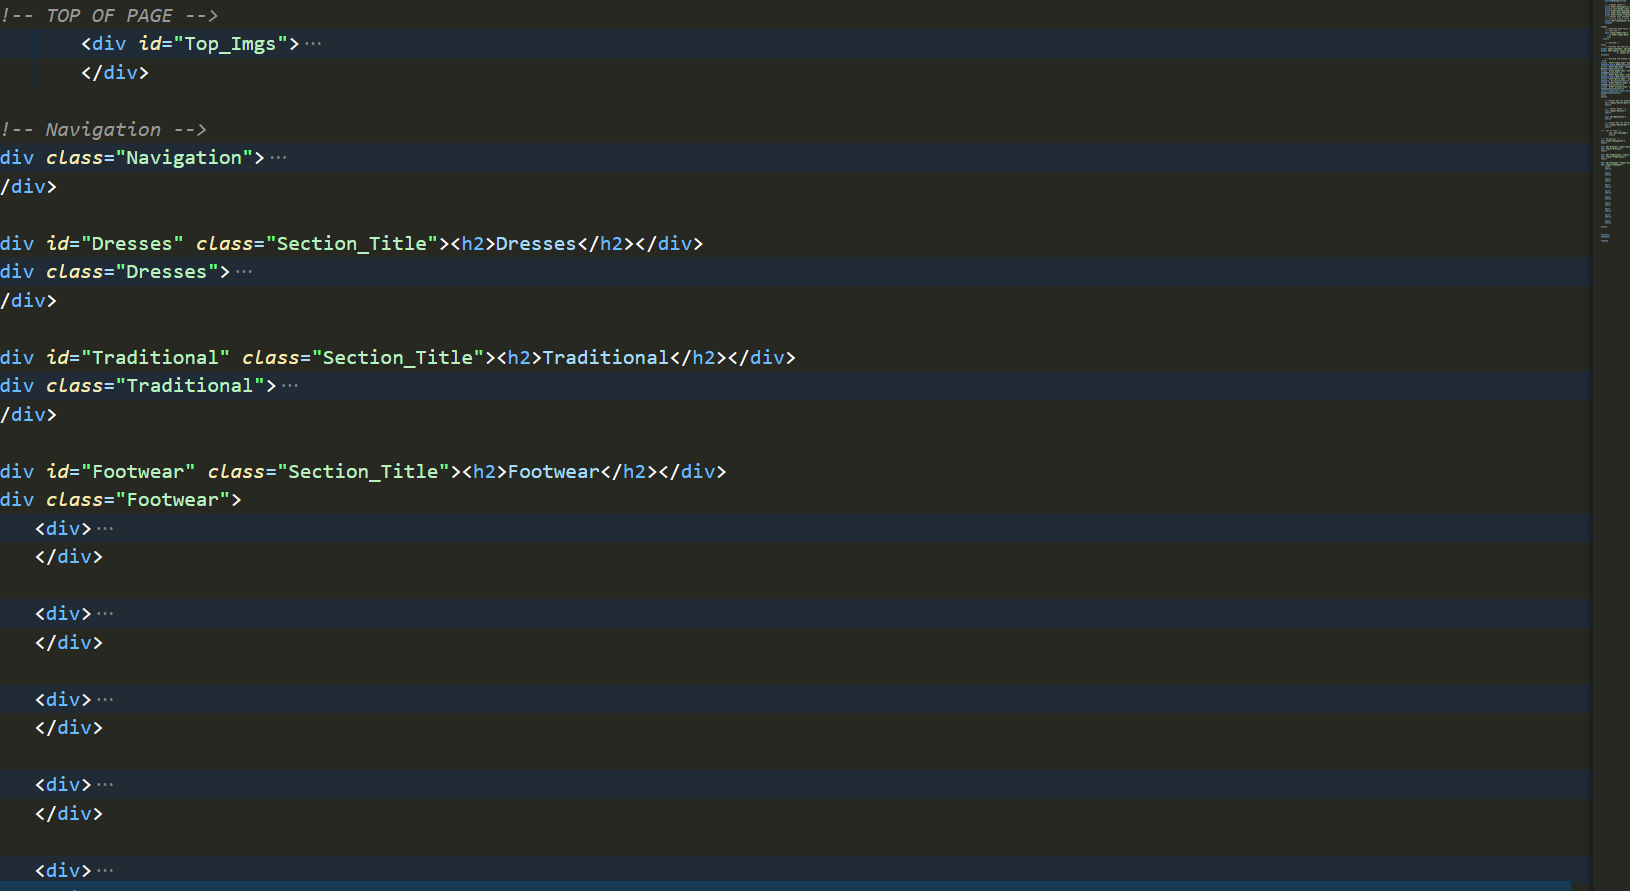 !-- TOP OF PAGE -->
<div id="Top_Imgs">···
</div>
!-- Navigation -->
div class="Navigation">···
/div>
div id="Dresses" class="Section_Title"><h2>Dresses</h2></div>
div class="Dresses">···
/div>
div id="Traditional" class="Section_Title"><h2>Traditional</h2></div>
div class="Traditional">···
/div>
div id="Footwear" class="Section_Title"><h2>Footwear</h2></div>
div class="Footwear">
<div>···
</div>
<div>···
</div>
<div>···
</div>
<div>···
</div>
<div>···